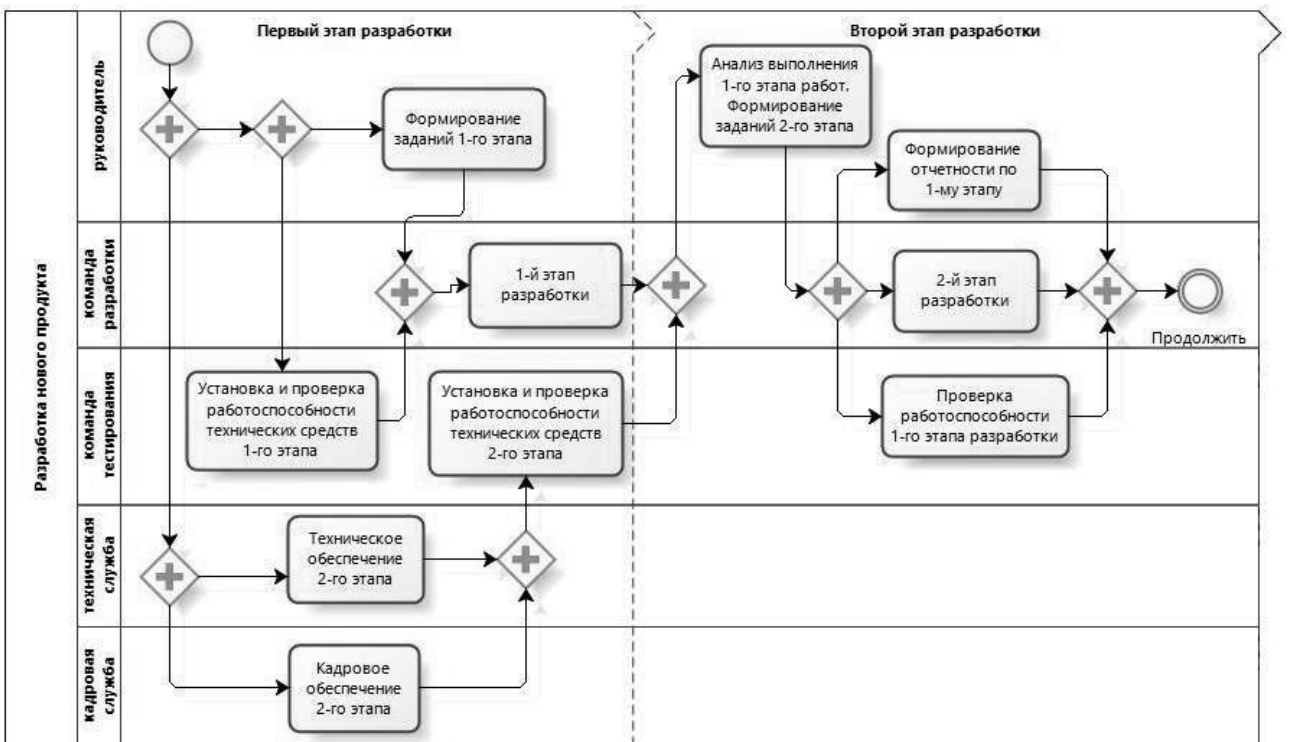 Разработка нового продукта
Первый этап разработки
Второй этап разработки
руководитель
Формирование
заданий 1-го этапа
Анализ выполнения
1-го этапа работ.
Формирование
заданий 2-го этапа
Формирование
отчетности по
1-му этапу
команда
разработки
1-й этап
разработки
2-й этап
разработки
Продолжить
команда
тестирования
Установка и проверка
работоспособности
технических средств
1-го этапа
Установка и проверка
работоспособности
технических средств
2-го этапа
Проверка
работоспособности
1-го этапа разработки
техническая
служба
Техническое
обеспечение
2-го этапа
кадровая
служба
Кадровое
обеспечение
2-го этапа